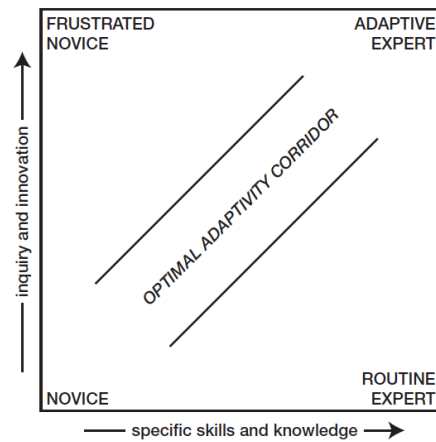 FRUSTRATED
NOVICE
ADAPTIVE
EXPERT
inquiry and innovation
OPTIMAL ADAPTIVITY CORRIDOR
NOVICE
ROUTINE
EXPERT
specific skills and knowledge